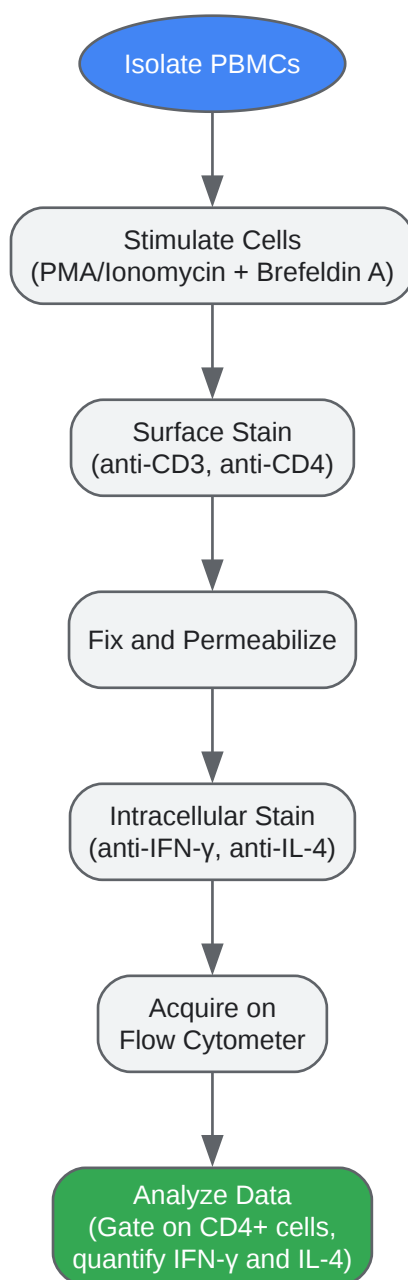 Isolate PBMCs
Stimulate Cells
(PMA/Ionomycin + Brefeldin A)
Surface Stain
(anti-CD3, anti-CD4)
Fix and Permeabilize
Intracellular Stain
(anti-IFN-γ, anti-IL-4)
Acquire on
Flow Cytometer
Analyze Data
(Gate on CD4+ cells,
quantify IFN-γ and IL-4)